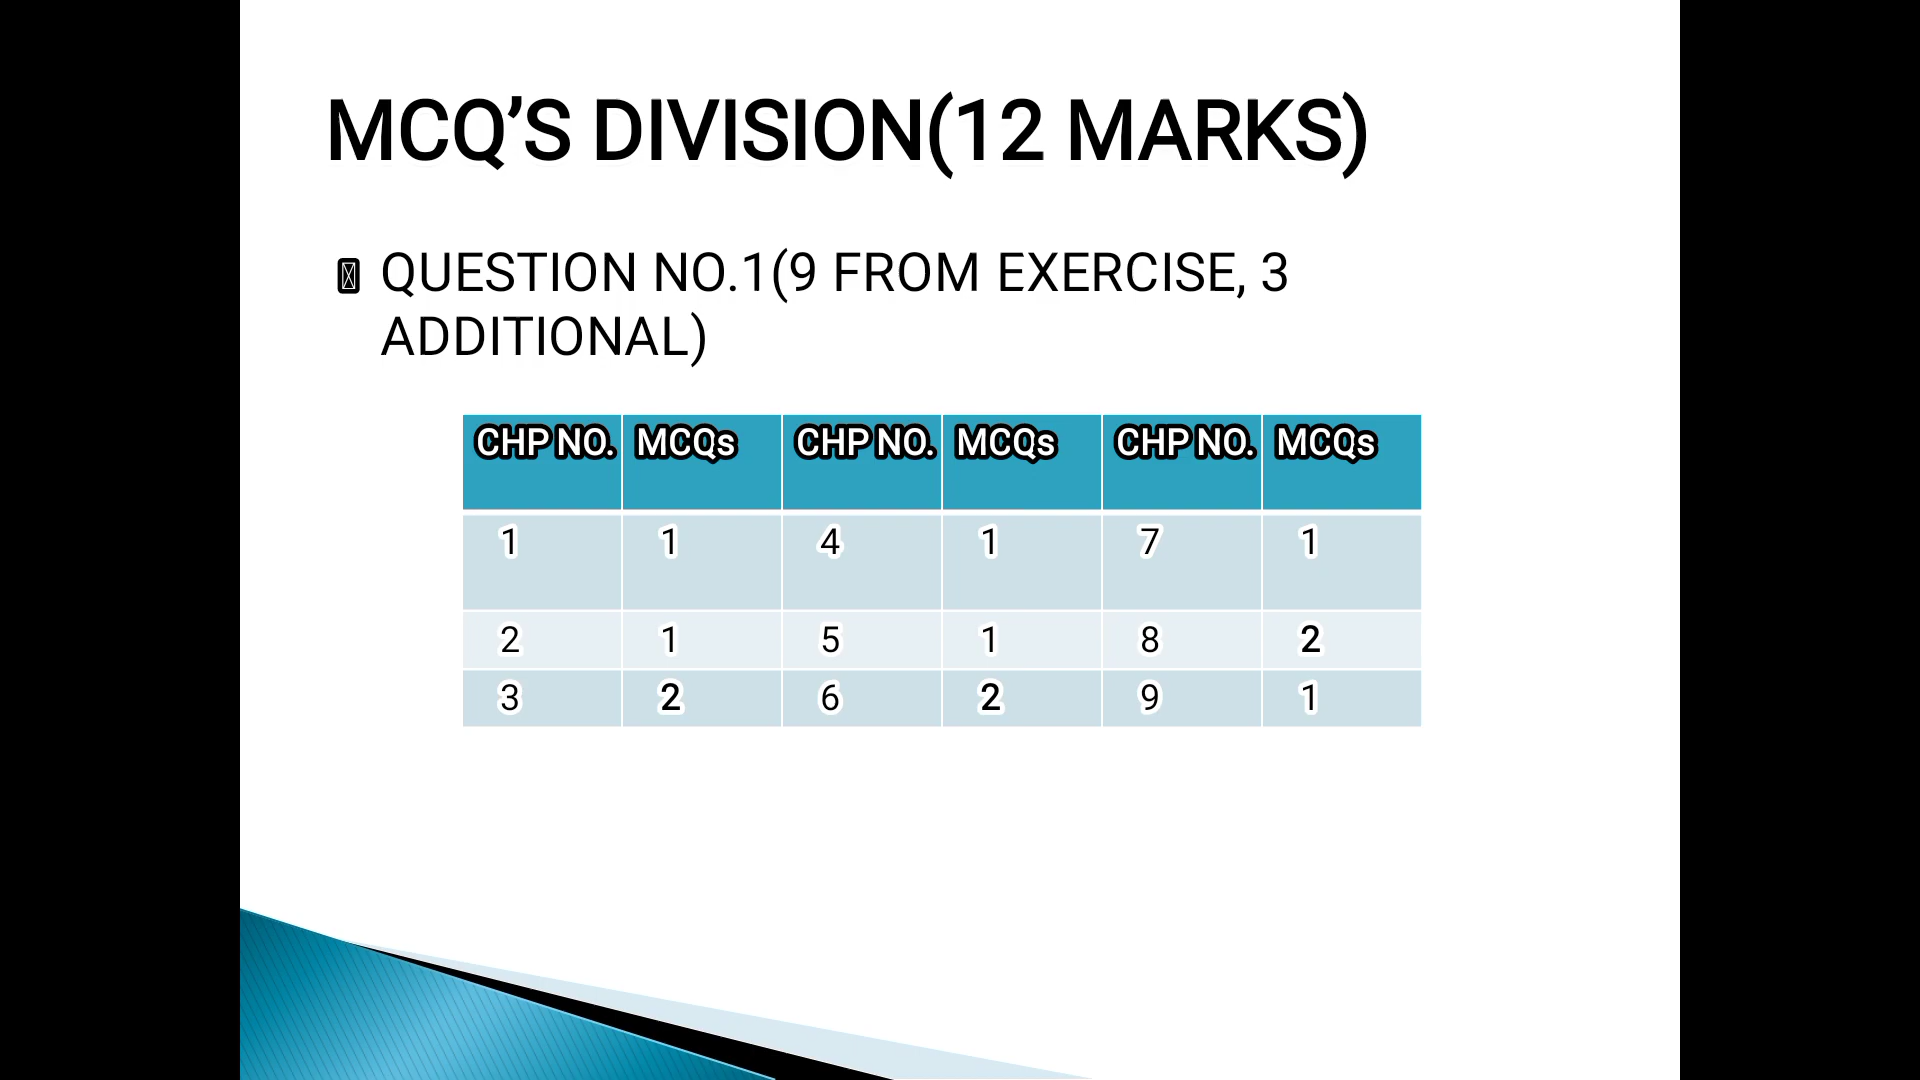 MCQ’S DIVISION(12 MARKS)
QUESTION NO.1(9 FROM EXERCISE, 3
ADDITIONAL)
CHP NO. MCQs CHP NO. MCQs CHP NO. MCQs
1 1 4 1 7 1
2 1 5 1 8 2
3 2 6 2 9 1